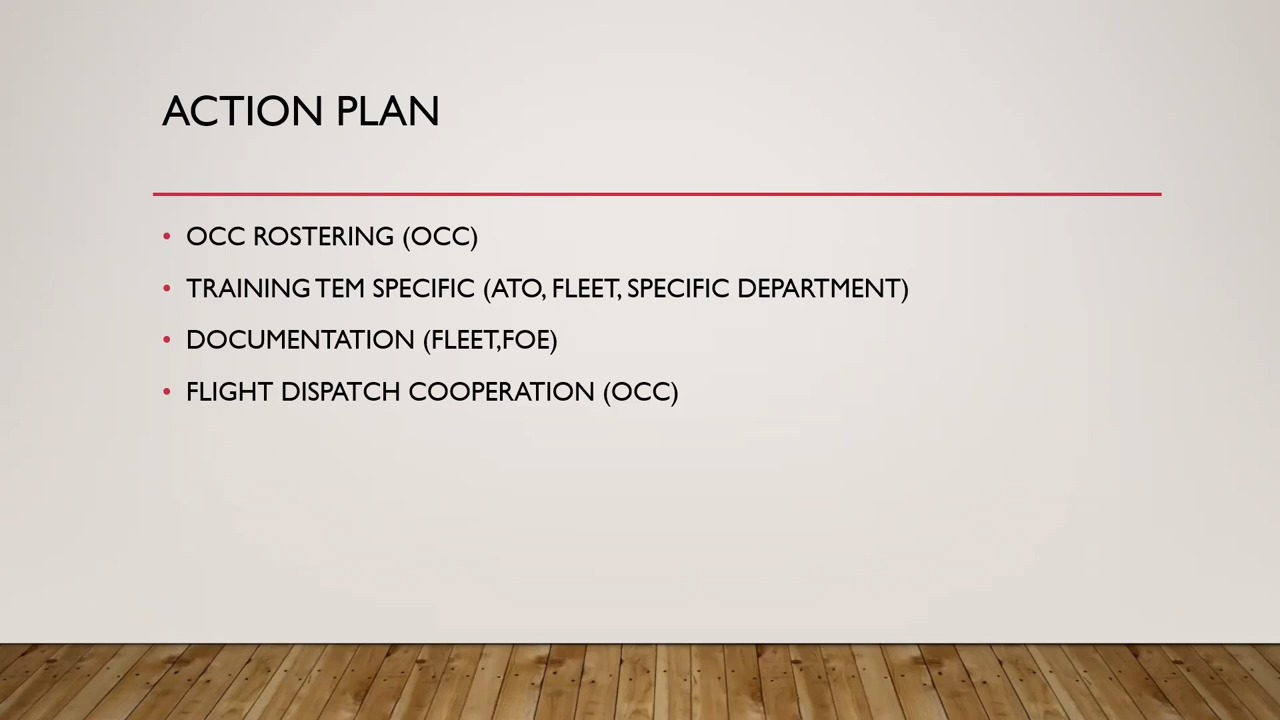 ACTION PLAN
• OCC ROSTERING (OCC)
• TRAINING TEM SPECIFIC (ATO, FLEET, SPECIFIC DEPARTMENT)
• DOCUMENTATION (FLEET,FOE)
• FLIGHT DISPATCH COOPERATION (OCC)